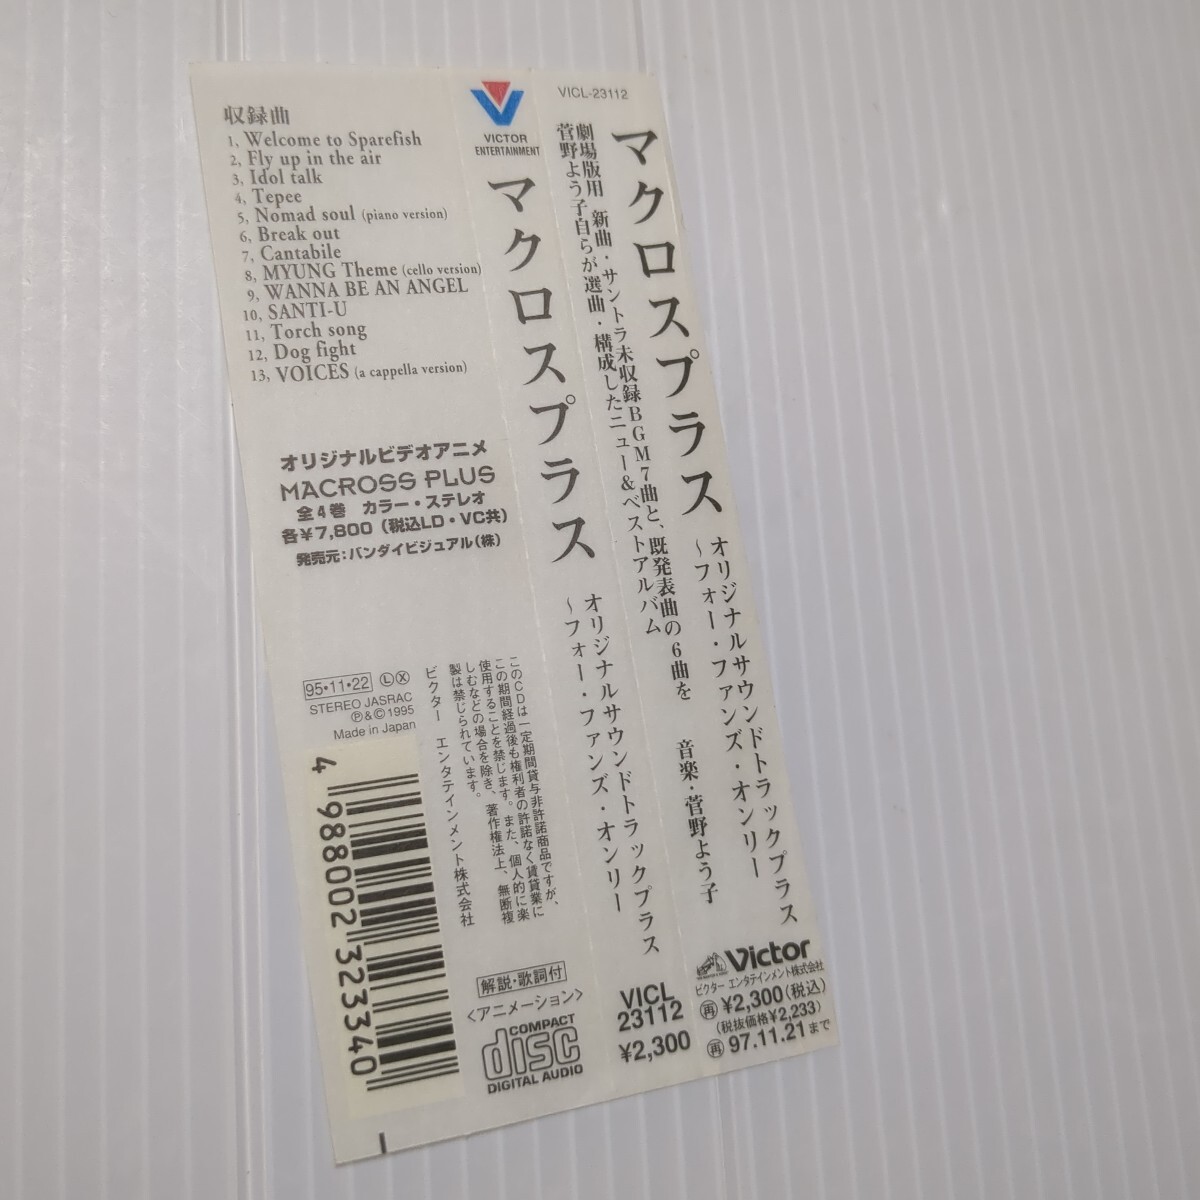 収録曲
1, Welcome to Sparefish
2, Fly up in the air
3, Idol talk
4, Tepee
5, Nomad soul (piano version)
6, Break out
7, Cantabile
8, MYUNG Theme (cello version)
9, WANNA BE AN ANGEL
10, SANTI-U
11, Torch song
12, Dog fight
13, VOICES (a cappella version)
オリジナルビデオアニメ
MACROSS PLUS
全4巻 カラー・ステレオ
各¥7,800(税込LD・VC共)
発売元:バンダイビジュアル(株)
95・11・22 Ⓛ Ⓧ
STEREO JASRAC
Ⓟ&Ⓒ1995
Made in Japan
4 988002 323340
VICTOR
ENTERTAINMENT
マクロスプラス
オリジナルサウンドトラックプラス
~フォー・ファンズ・オンリー
このCDは一定期間貸与非許諾商品ですが、
この期間経過後も権利者の許諾なく賃貸業に
使用することを禁じます。また、個人的に楽
しむなどの場合を除き、著作権法上、無断複
製は禁じられています。
ビクター エンタテインメント株式会社
解説・歌詞付
<アニメーション>
COMPACT
disc
DIGITAL AUDIO
VICL
23112
¥2,300
VICL-23112
マクロスプラス
オリジナルサウンドトラックプラス
~フォー・ファンズ・オンリー
劇場版用 新曲・サントラ未収録BGM7曲と、既発表曲の6曲を
菅野よう子自らが選曲・構成したニュー&ベストアルバム
音楽・菅野よう子
Victor
ビクター エンタテインメント株式会社
再 ¥2,300(税込)
(税抜価格¥2,233)
再 97.11.21まで